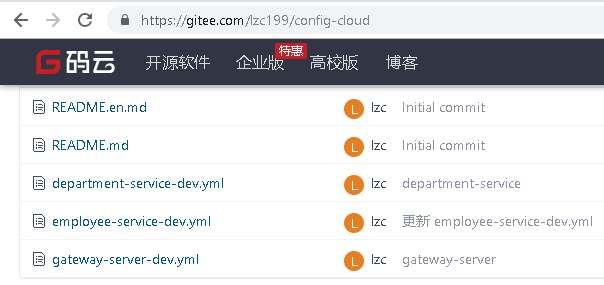 https://gitee.com/lzc199/config-cloud
G码云 开源软件 企业版 特惠 高校版 博客
README.en.md L lzc Initial commit
README.md L lzc Initial commit
department-service-dev.yml L lzc department-service
employee-service-dev.yml L lzc 更新 employee-service-dev.yml
gateway-server-dev.yml L lzc gateway-server